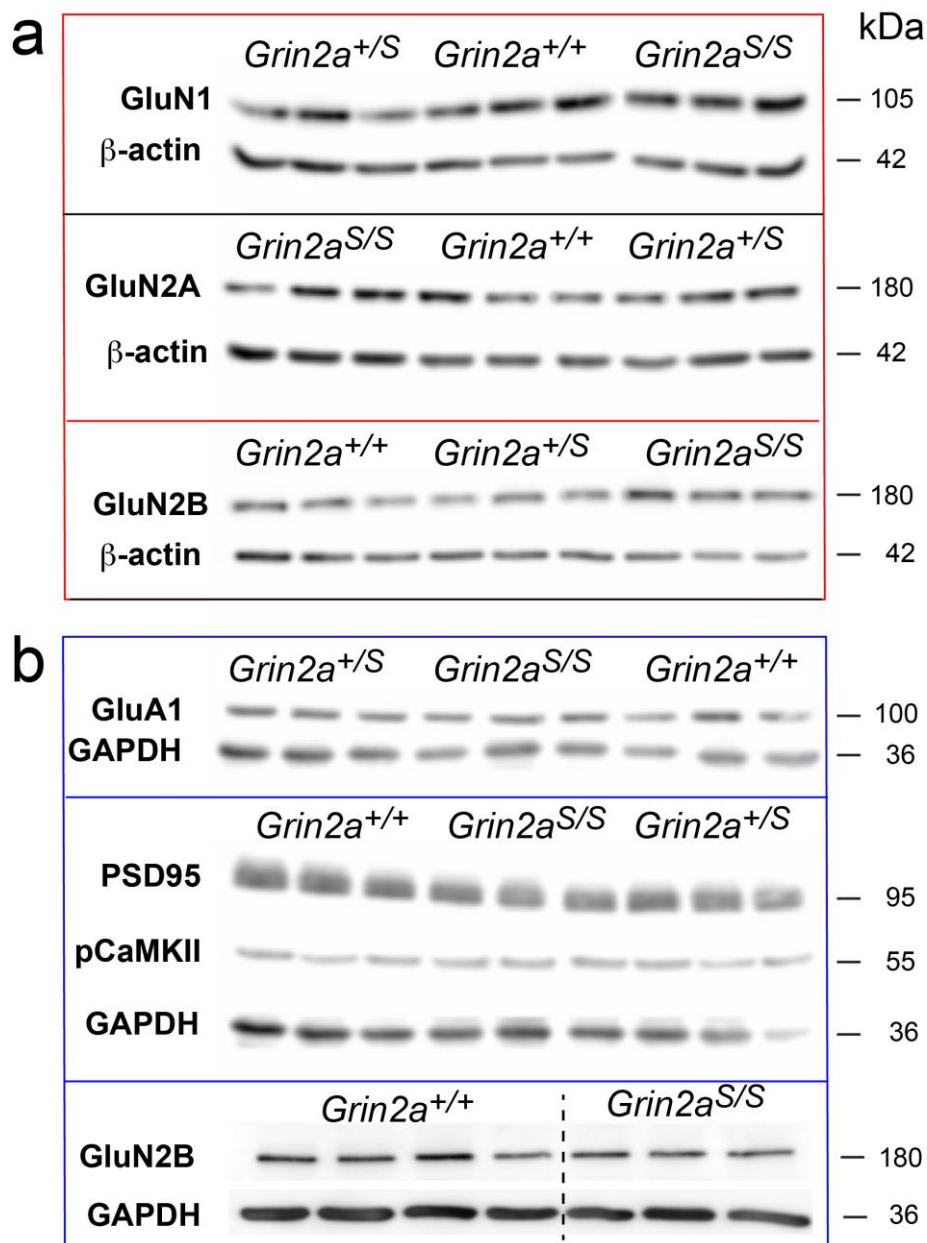 a kDa
Grin2a+/S Grin2a+/+ Grin2aS/S
GluN1 — 105
β-actin — 42
Grin2aS/S Grin2a+/+ Grin2a+/S
GluN2A — 180
β-actin — 42
Grin2a+/+ Grin2a+/S Grin2aS/S
GluN2B — 180
β-actin — 42
b
Grin2a+/S Grin2aS/S Grin2a+/+
GluA1 — 100
GAPDH — 36
Grin2a+/+ Grin2aS/S Grin2a+/S
PSD95 — 95
pCaMKII — 55
GAPDH — 36
Grin2a+/+ Grin2aS/S
GluN2B — 180
GAPDH — 36